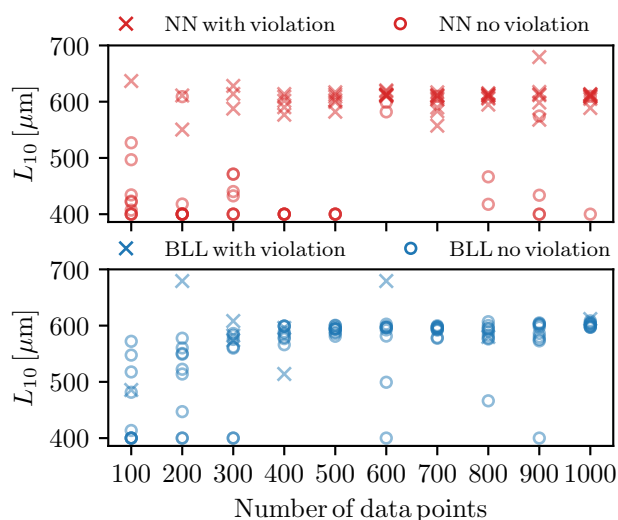 NN with violation NN no violation
700
600
500
400
L₁₀ [μm]
BLL with violation BLL no violation
700
600
500
400
L₁₀ [μm]
100 200 300 400 500 600 700 800 900 1000
Number of data points